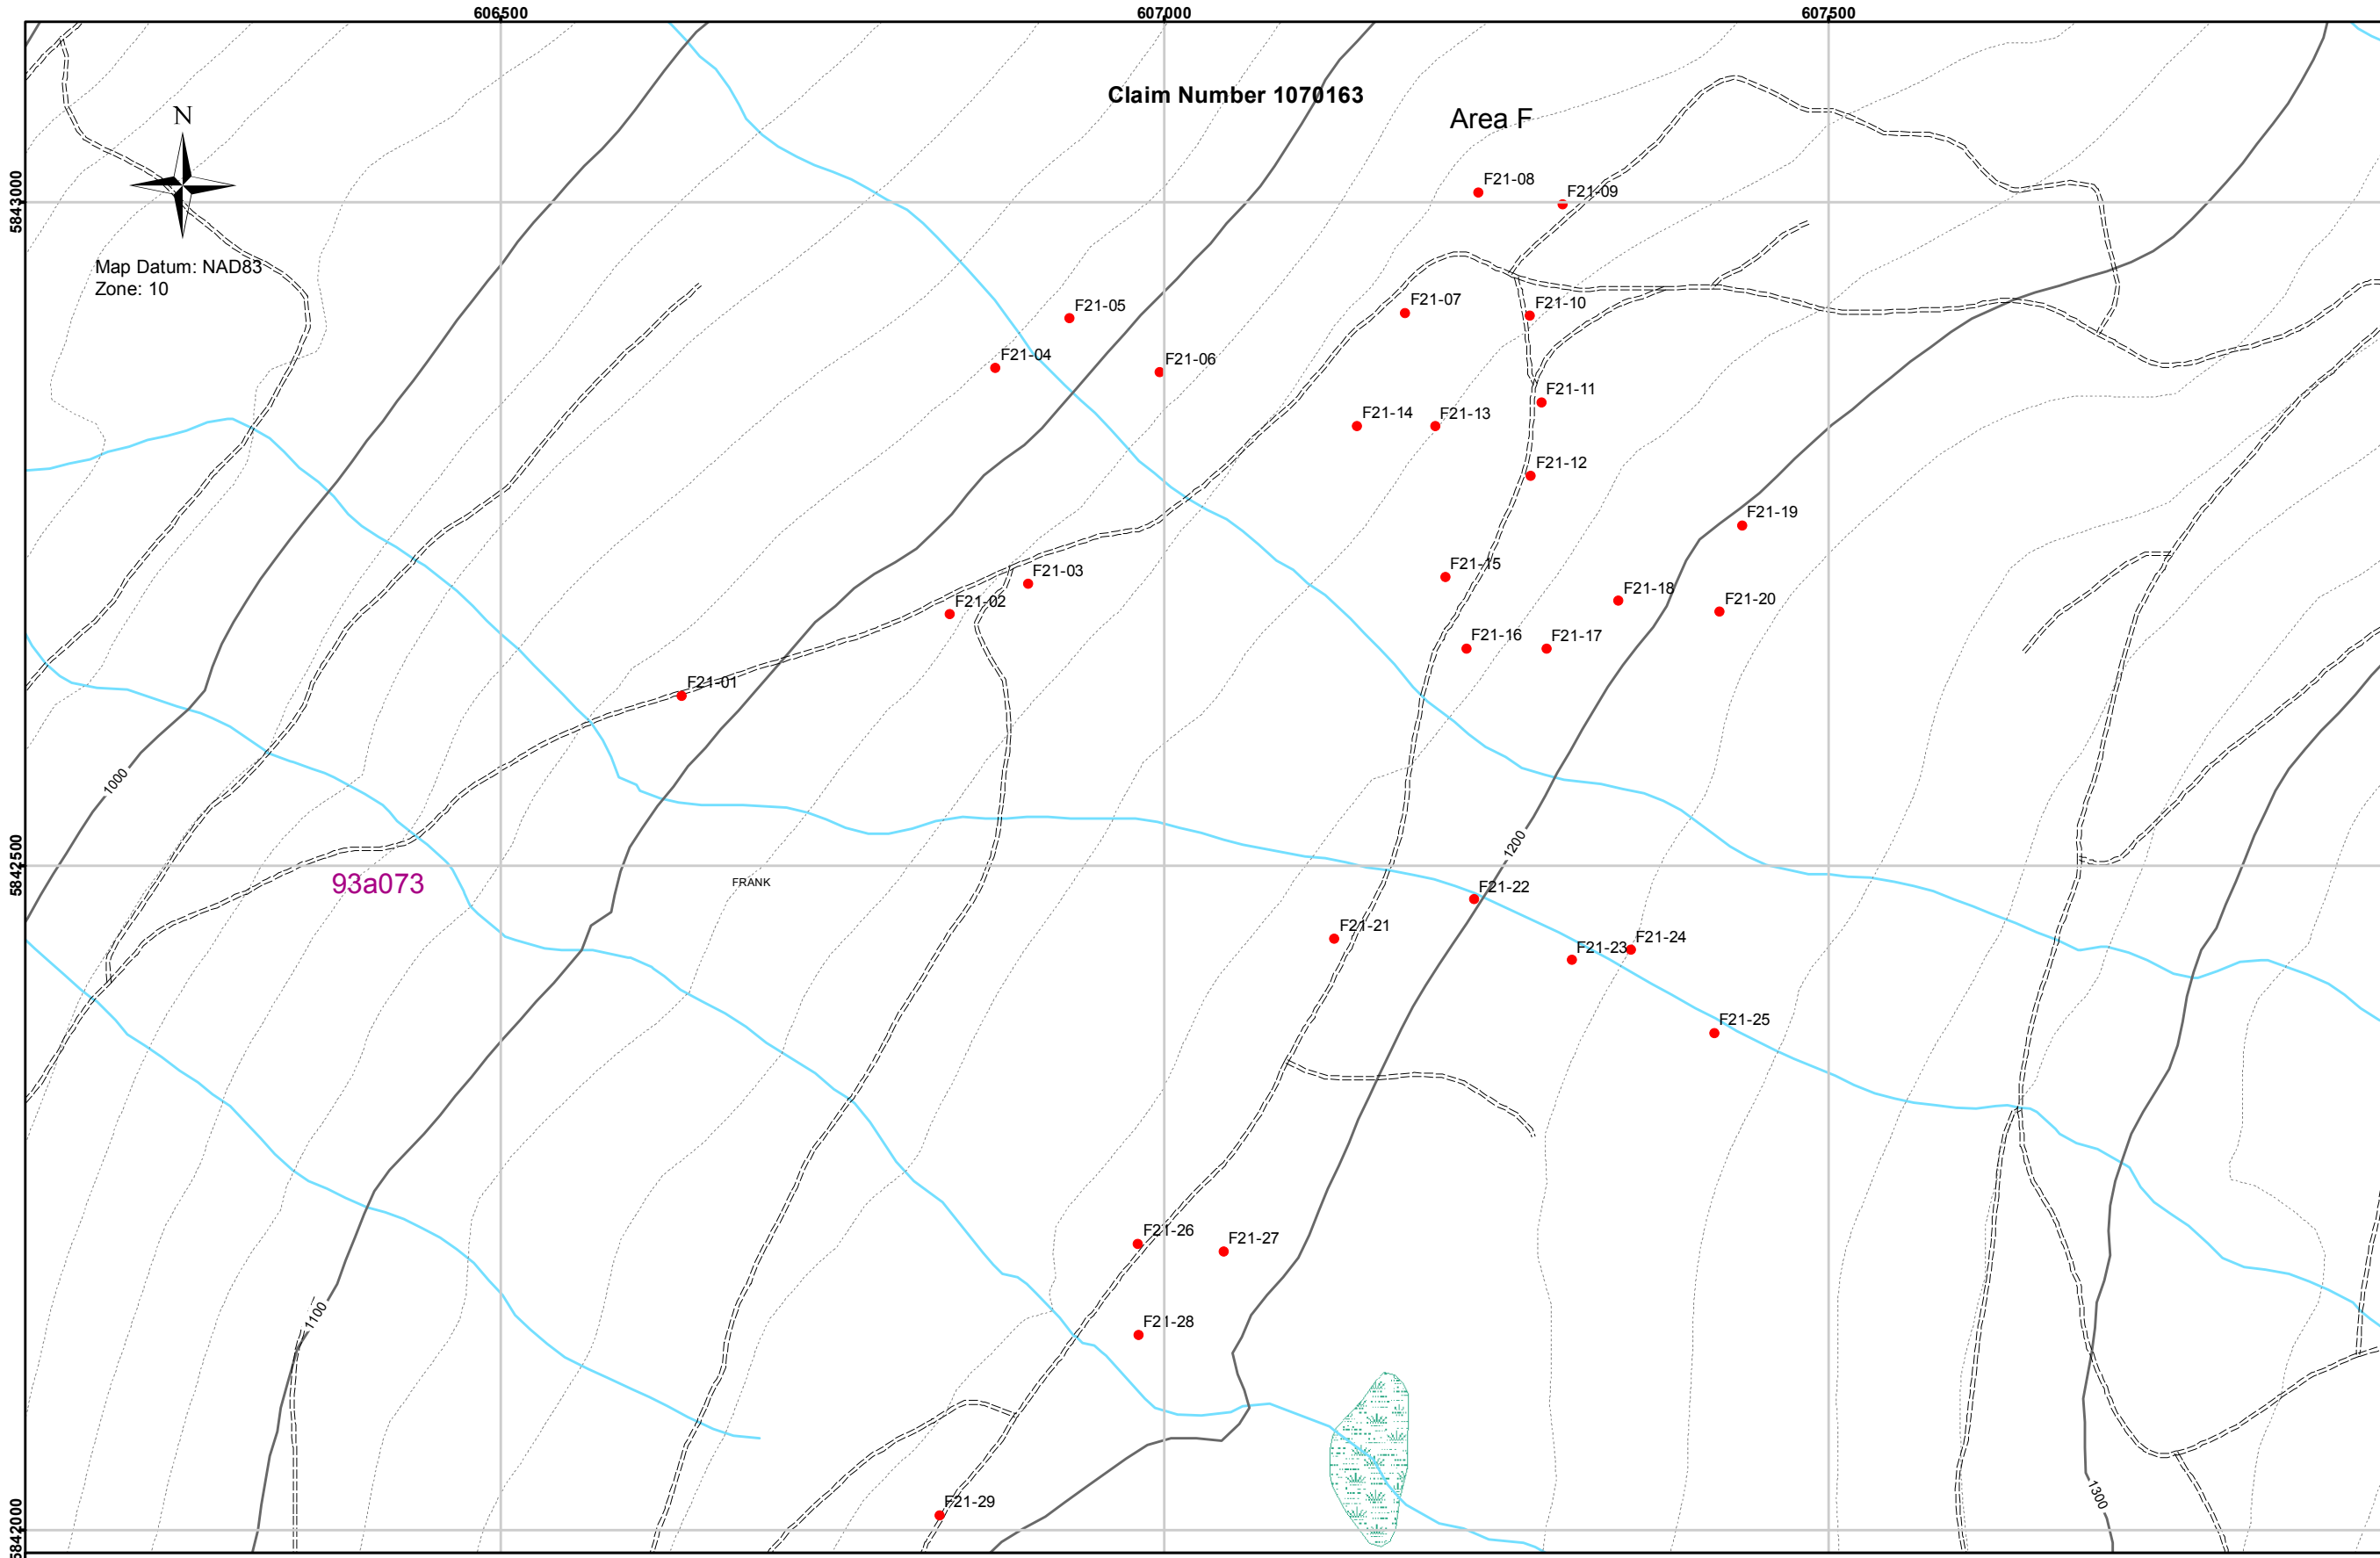 606500
607000
607500
Claim Number 1070163
Area F
N
5843000
Map Datum: NAD83
Zone: 10
F21-08
F21-09
F21-05
F21-07
F21-10
F21-04
F21-06
F21-11
F21-14
F21-13
F21-12
F21-19
F21-15
F21-03
F21-18
F21-02
F21-20
F21-16
F21-17
F21-01
1000
1200
5842500
93a073
FRANK
F21-22
F21-21
F21-24
F21-23
F21-25
F21-26
F21-27
1100
F21-28
1300
F21-29
5842000